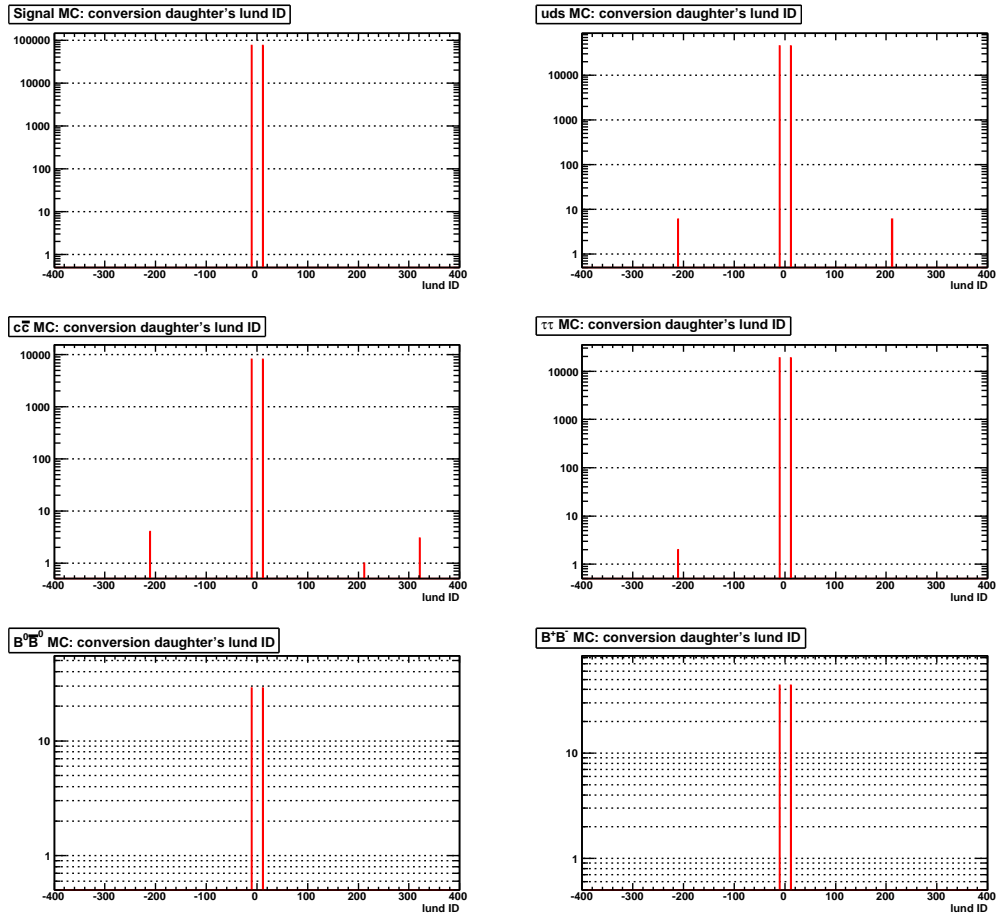 Signal MC: conversion daughter's lund ID
100000
10000
1000
100
10
1
-400 -300 -200 -100 0 100 200 300 400
lund ID
uds MC: conversion daughter's lund ID
10000
1000
100
10
1
-400 -300 -200 -100 0 100 200 300 400
lund ID
cc̅ MC: conversion daughter's lund ID
10000
1000
100
10
1
-400 -300 -200 -100 0 100 200 300 400
lund ID
ττ MC: conversion daughter's lund ID
10000
1000
100
10
1
-400 -300 -200 -100 0 100 200 300 400
lund ID
B⁰B̅⁰ MC: conversion daughter's lund ID
10
1
-400 -300 -200 -100 0 100 200 300 400
lund ID
B⁺B⁻ MC: conversion daughter's lund ID
10
1
-400 -300 -200 -100 0 100 200 300 400
lund ID